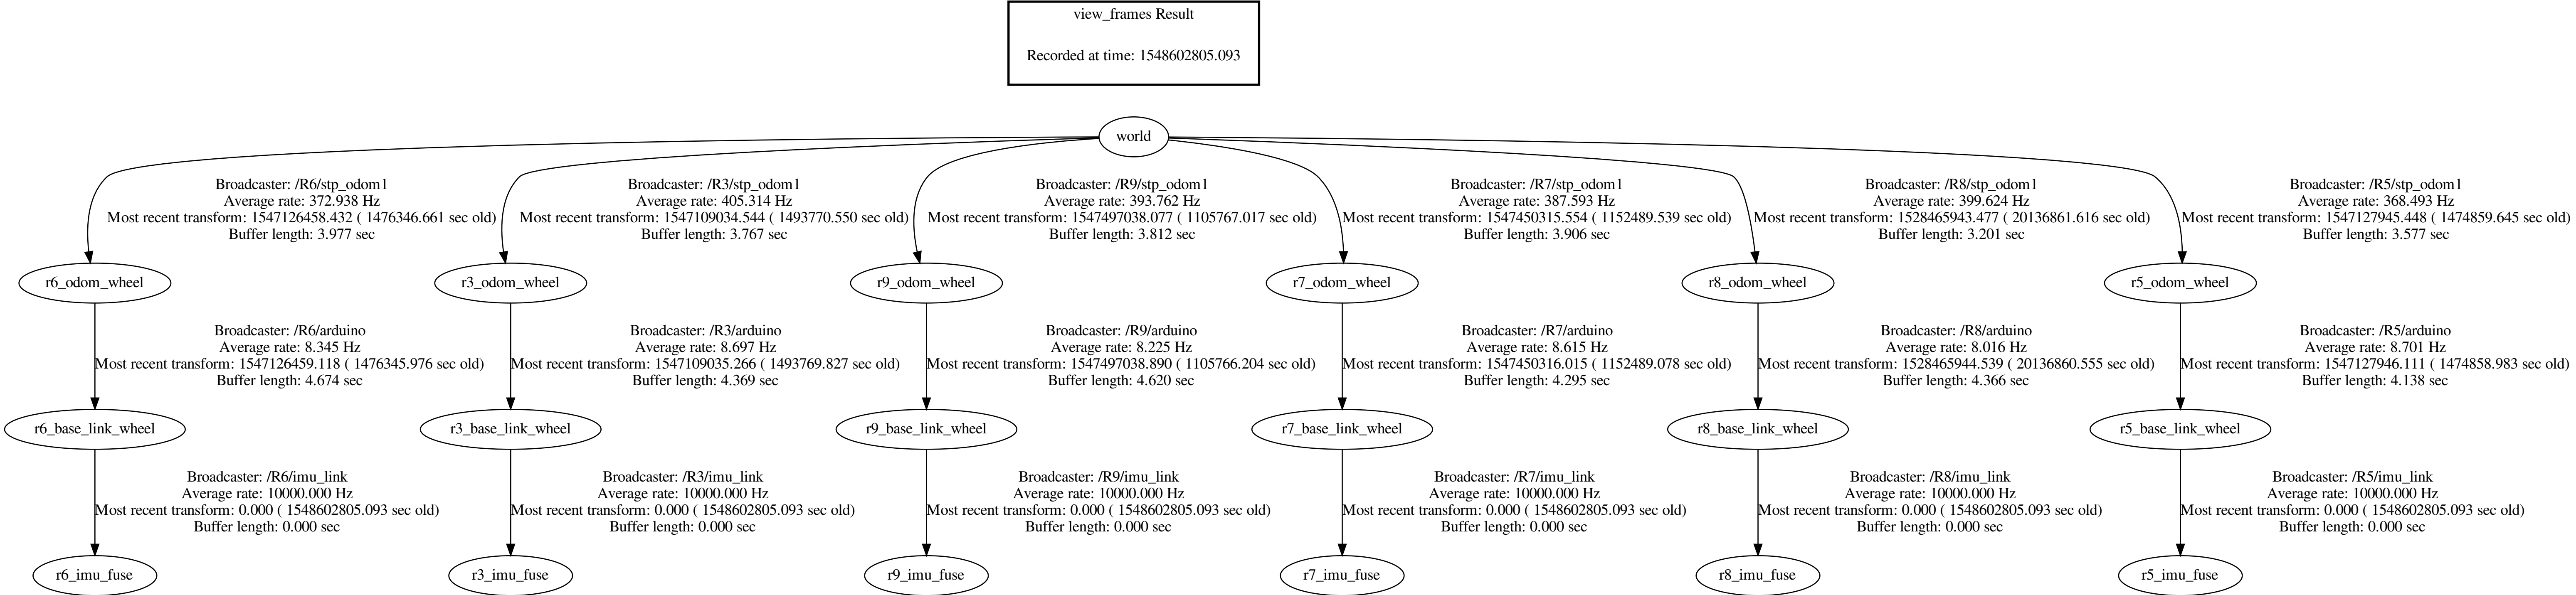 view_frames Result
Recorded at time: 1548602805.093
world
Broadcaster: /R6/stp_odom1
Average rate: 372.938 Hz
Most recent transform: 1547126458.432 ( 1476346.661 sec old)
Buffer length: 3.977 sec
Broadcaster: /R3/stp_odom1
Average rate: 405.314 Hz
Most recent transform: 1547109034.544 ( 1493770.550 sec old)
Buffer length: 3.767 sec
Broadcaster: /R9/stp_odom1
Average rate: 393.762 Hz
Most recent transform: 1547497038.077 ( 1105767.017 sec old)
Buffer length: 3.812 sec
Broadcaster: /R7/stp_odom1
Average rate: 387.593 Hz
Most recent transform: 1547450315.554 ( 1152489.539 sec old)
Buffer length: 3.906 sec
Broadcaster: /R8/stp_odom1
Average rate: 399.624 Hz
Most recent transform: 1528465943.477 ( 20136861.616 sec old)
Buffer length: 3.201 sec
Broadcaster: /R5/stp_odom1
Average rate: 368.493 Hz
Most recent transform: 1547127945.448 ( 1474859.645 sec old)
Buffer length: 3.577 sec
r6_odom_wheel
r3_odom_wheel
r9_odom_wheel
r7_odom_wheel
r8_odom_wheel
r5_odom_wheel
Broadcaster: /R6/arduino
Average rate: 8.345 Hz
Most recent transform: 1547126459.118 ( 1476345.976 sec old)
Buffer length: 4.674 sec
Broadcaster: /R3/arduino
Average rate: 8.697 Hz
Most recent transform: 1547109035.266 ( 1493769.827 sec old)
Buffer length: 4.369 sec
Broadcaster: /R9/arduino
Average rate: 8.225 Hz
Most recent transform: 1547497038.890 ( 1105766.204 sec old)
Buffer length: 4.620 sec
Broadcaster: /R7/arduino
Average rate: 8.615 Hz
Most recent transform: 1547450316.015 ( 1152489.078 sec old)
Buffer length: 4.295 sec
Broadcaster: /R8/arduino
Average rate: 8.016 Hz
Most recent transform: 1528465944.539 ( 20136860.555 sec old)
Buffer length: 4.366 sec
Broadcaster: /R5/arduino
Average rate: 8.701 Hz
Most recent transform: 1547127946.111 ( 1474858.983 sec old)
Buffer length: 4.138 sec
r6_base_link_wheel
r3_base_link_wheel
r9_base_link_wheel
r7_base_link_wheel
r8_base_link_wheel
r5_base_link_wheel
Broadcaster: /R6/imu_link
Average rate: 10000.000 Hz
Most recent transform: 0.000 ( 1548602805.093 sec old)
Buffer length: 0.000 sec
Broadcaster: /R3/imu_link
Average rate: 10000.000 Hz
Most recent transform: 0.000 ( 1548602805.093 sec old)
Buffer length: 0.000 sec
Broadcaster: /R9/imu_link
Average rate: 10000.000 Hz
Most recent transform: 0.000 ( 1548602805.093 sec old)
Buffer length: 0.000 sec
Broadcaster: /R7/imu_link
Average rate: 10000.000 Hz
Most recent transform: 0.000 ( 1548602805.093 sec old)
Buffer length: 0.000 sec
Broadcaster: /R8/imu_link
Average rate: 10000.000 Hz
Most recent transform: 0.000 ( 1548602805.093 sec old)
Buffer length: 0.000 sec
Broadcaster: /R5/imu_link
Average rate: 10000.000 Hz
Most recent transform: 0.000 ( 1548602805.093 sec old)
Buffer length: 0.000 sec
r6_imu_fuse
r3_imu_fuse
r9_imu_fuse
r7_imu_fuse
r8_imu_fuse
r5_imu_fuse